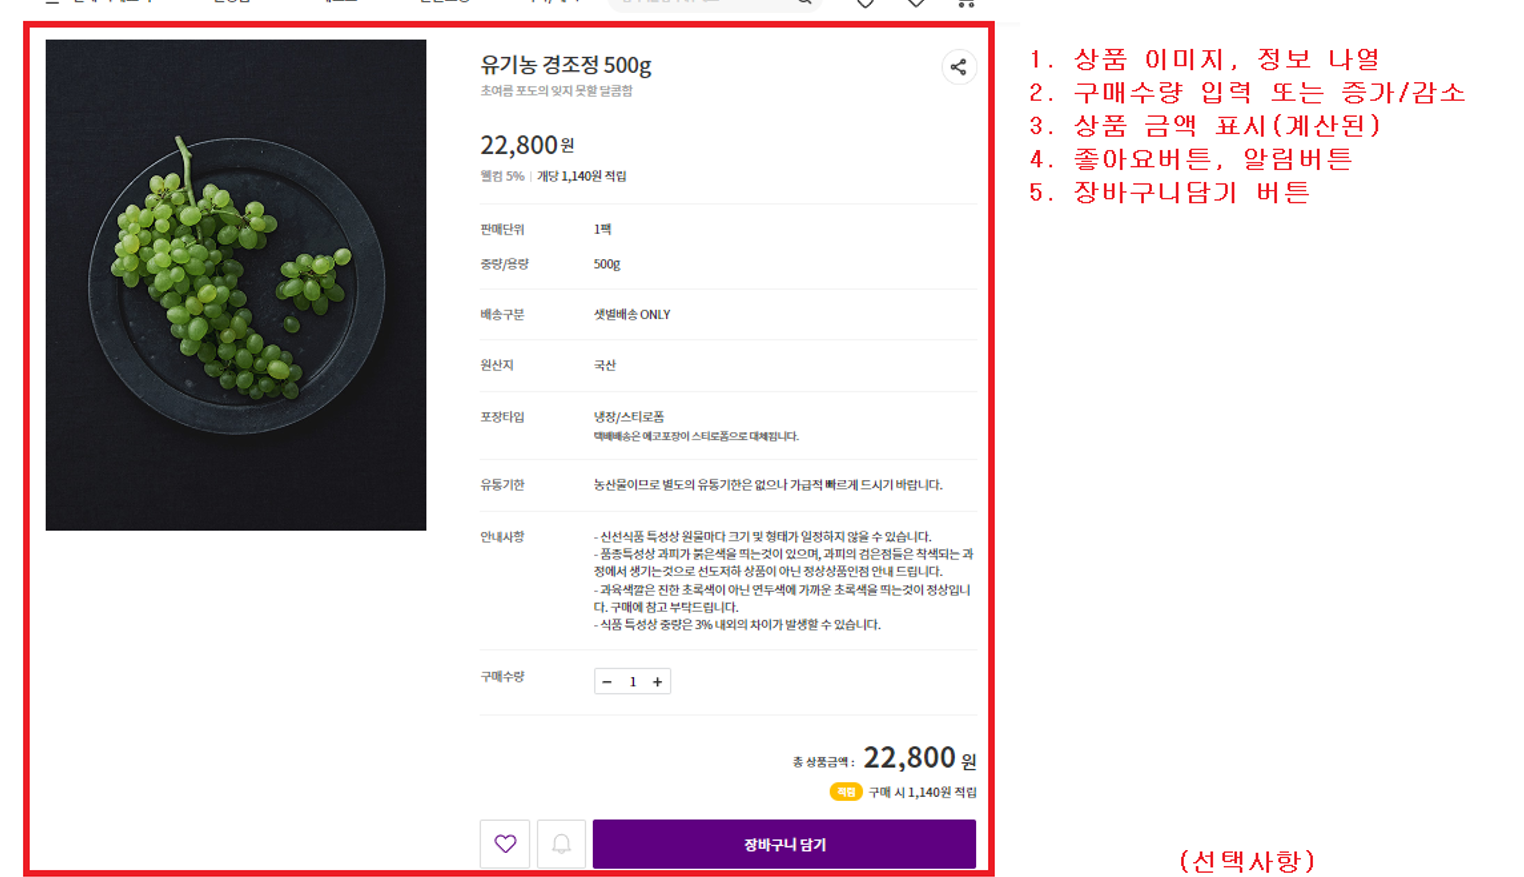 유기농 경조정 500g
초여름 포도의 잊지 못할 달콤함
22,800원
웰컴 5% | 개당 1,140원 적립
판매단위 1팩
중량/용량 500g
배송구분 샛별배송 ONLY
원산지 국산
포장타입 냉장/스티로폼
택배배송은 에코포장이 스티로폼으로 대체됩니다.
유통기한 농산물이므로 별도의 유통기한은 없으나 가급적 빠르게 드시기 바랍니다.
안내사항 - 신선식품 특성상 원물마다 크기 및 형태가 일정하지 않을 수 있습니다.
- 품종특성상 과피가 붉은색을 띄는것이 있으며, 과피의 검은점들은 착색되는 과
정에서 생기는것으로 선도저하 상품이 아닌 정상상품인점 안내 드립니다.
- 과육색깔은 진한 초록색이 아닌 연두색에 가까운 초록색을 띄는것이 정상입니
다. 구매에 참고 부탁드립니다.
- 식품 특성상 중량은 3% 내외의 차이가 발생할 수 있습니다.
구매수량 − 1 +
총 상품금액 : 22,800 원
적립 구매 시 1,140원 적립
장바구니 담기
1. 상품 이미지, 정보 나열
2. 구매수량 입력 또는 증가/감소
3. 상품 금액 표시(계산된)
4. 좋아요버튼, 알림버튼
5. 장바구니담기 버튼
(선택사항)